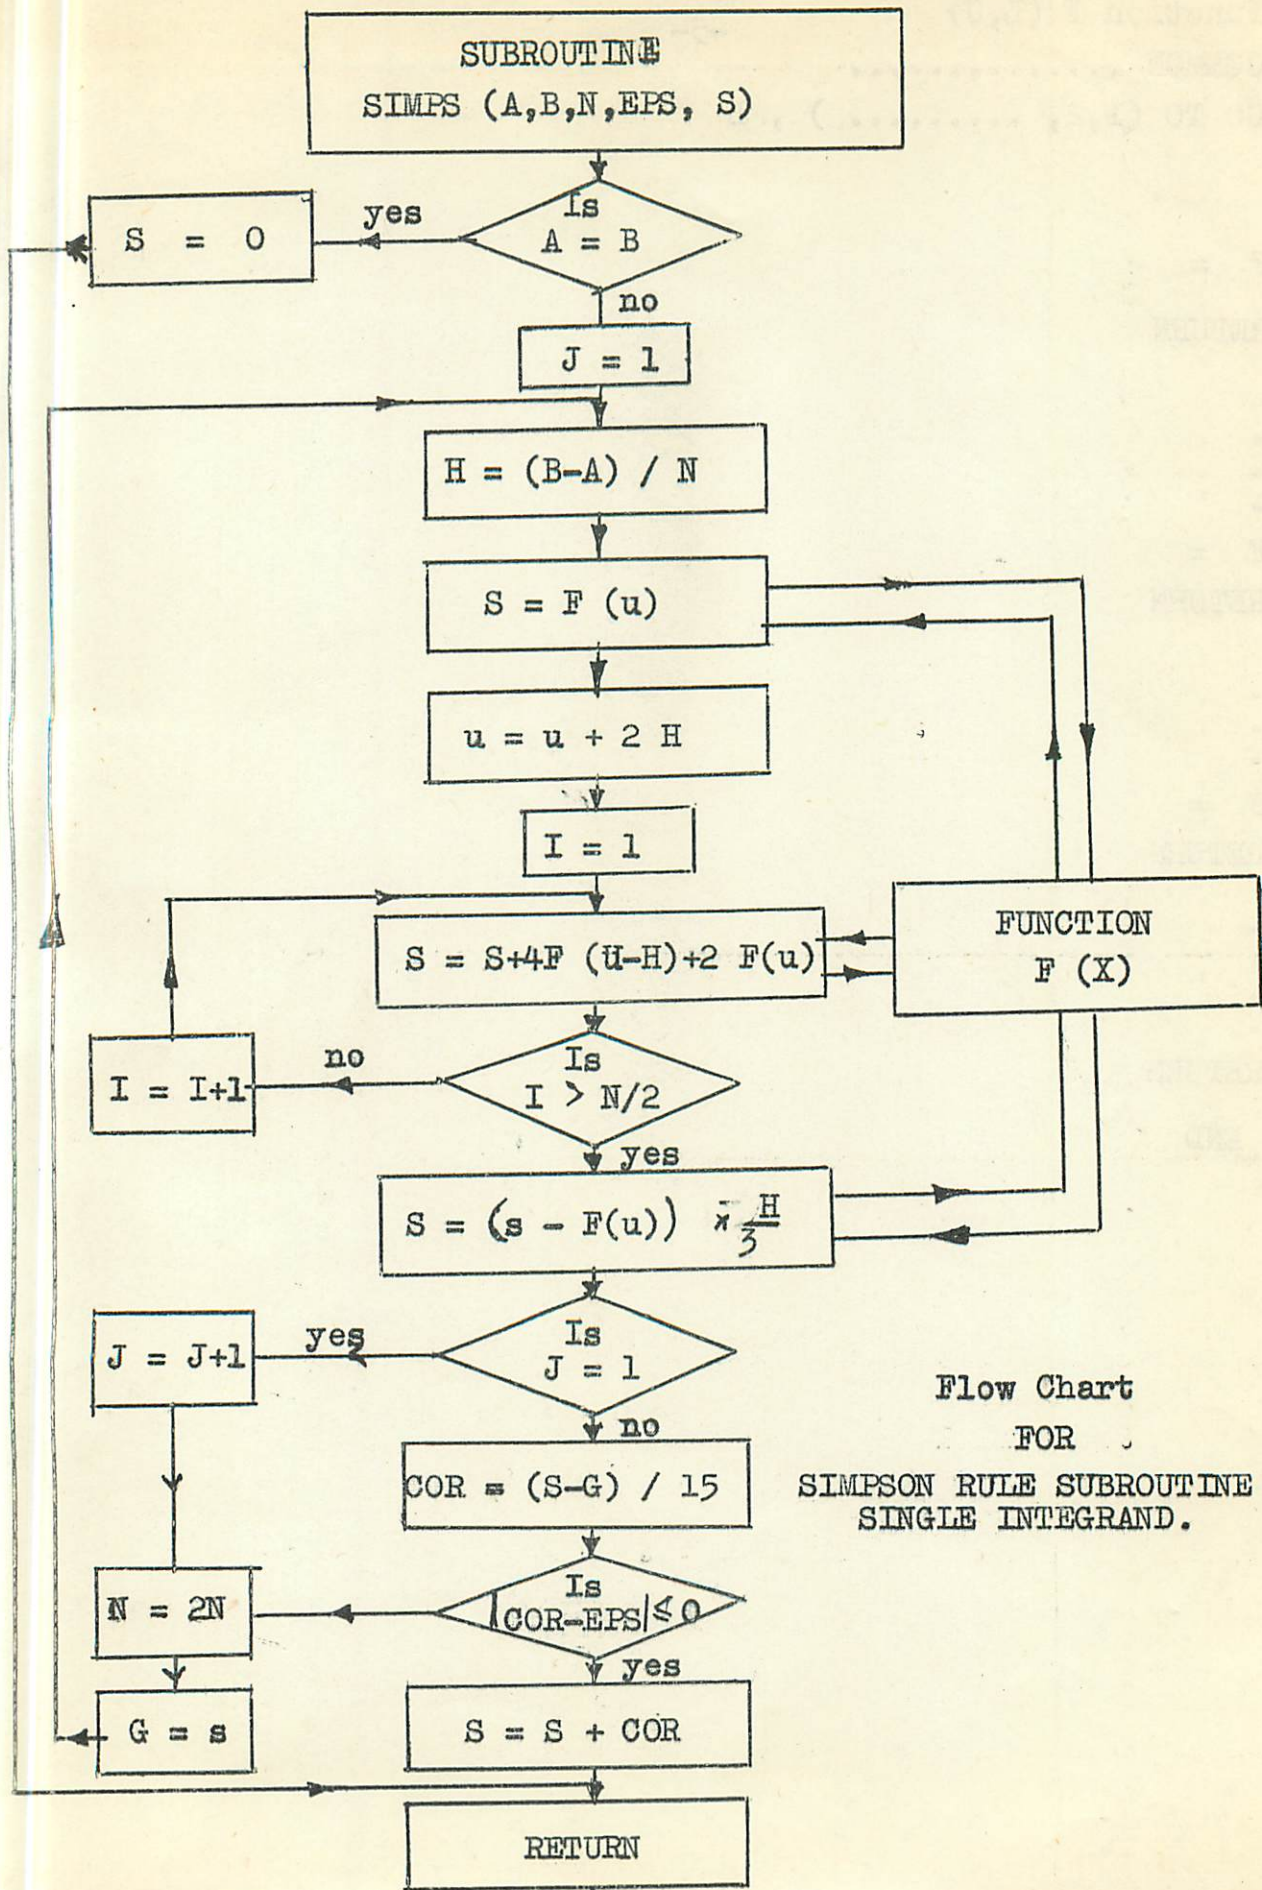 SUBROUTINE
SIMPS (A,B,N,EPS, S)
Is
A = B
yes
S = 0
no
J = 1
H = (B-A) / N
S = F (u)
u = u + 2 H
I = 1
S = S+4F (U-H)+2 F(u)
FUNCTION
F (X)
Is
I > N/2
no
I = I+1
yes
S = (s - F(u)) x H/3
Is
J = 1
yes
J = J+1
no
COR = (S-G) / 15
Flow Chart
FOR
SIMPSON RULE SUBROUTINE
SINGLE INTEGRAND.
Is
|COR-EPS|≤0
N = 2N
yes
G = s
S = S + COR
RETURN